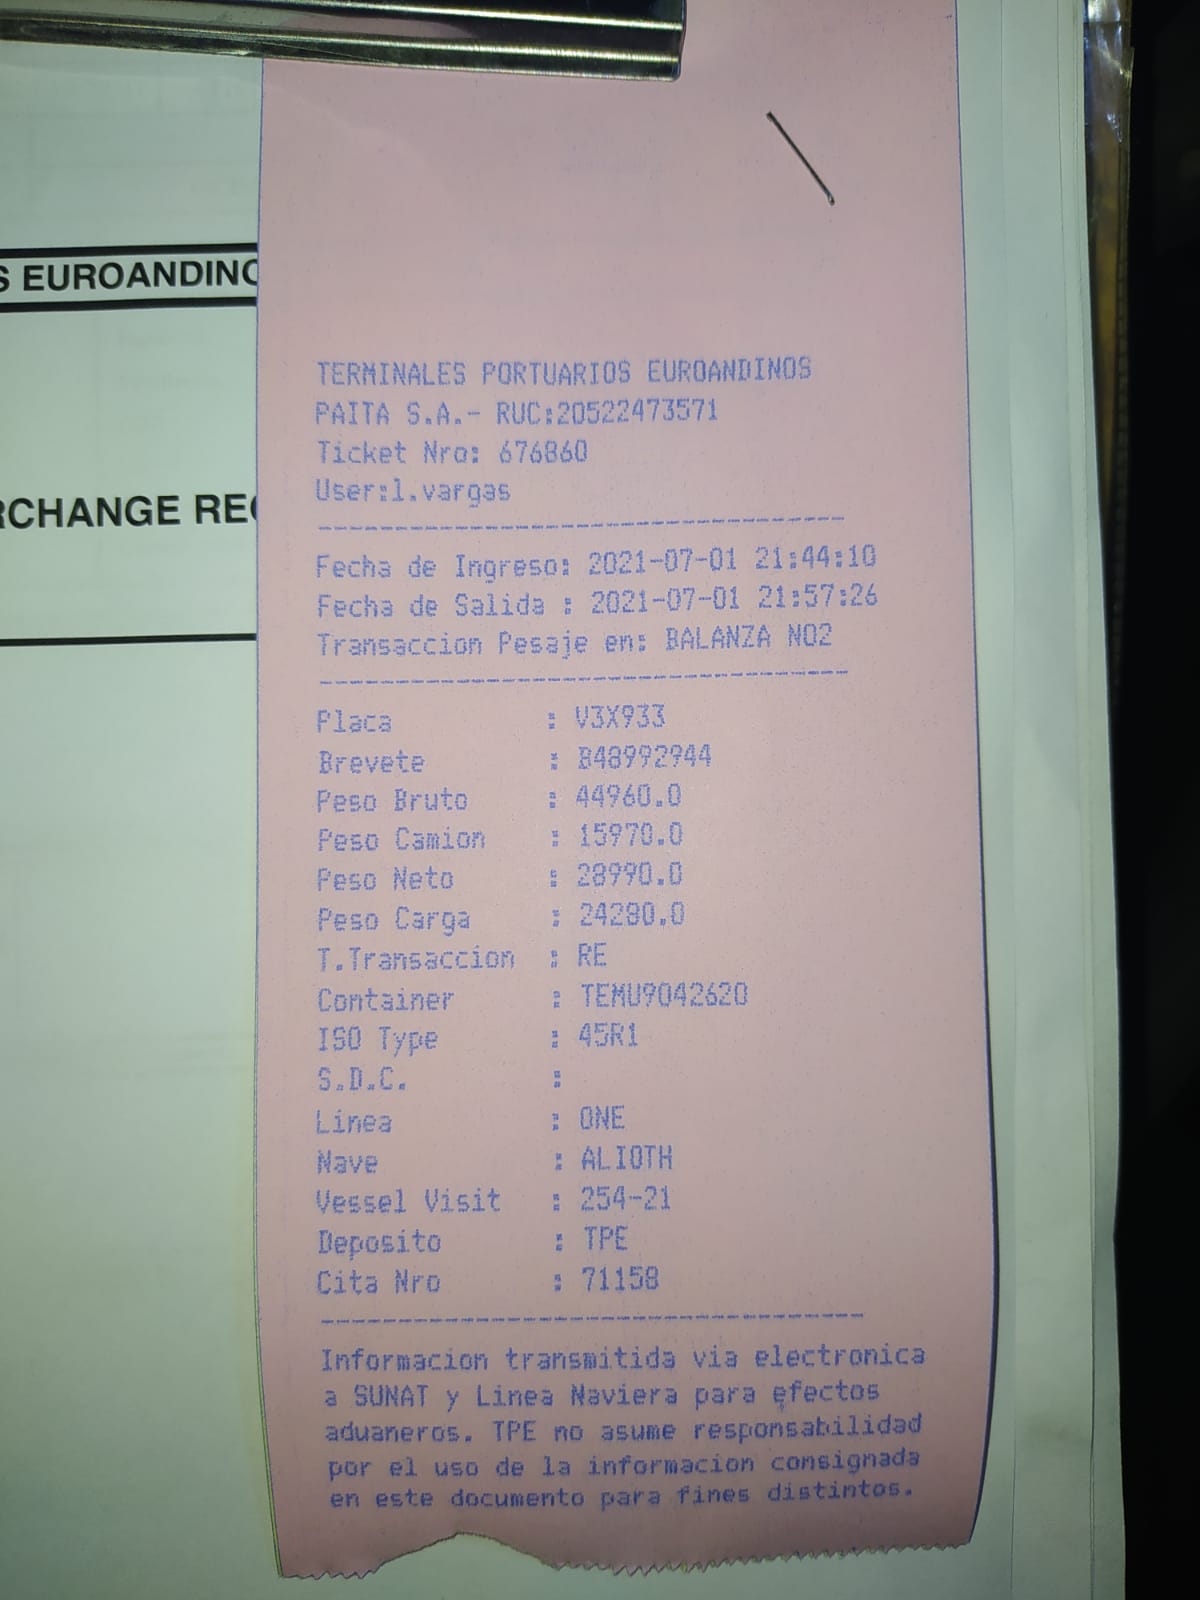 S EUROANDINO
RCHANGE REC
TERMINALES PORTUARIOS EUROANDINOS
PAITA S.A.- RUC:20522473571
Ticket Nro: 676860
User:l.vargas
Fecha de Ingreso: 2021-07-01 21:44:10
Fecha de Salida : 2021-07-01 21:57:26
Transaccion Pesaje en: BALANZA NO2
Placa : V3X933
Brevete : B48992944
Peso Bruto : 44960.0
Peso Camion : 15970.0
Peso Neto : 28990.0
Peso Carga : 24280.0
T.Transaccion : RE
Container : TEMU9042620
ISO Type : 45R1
S.D.C. :
Linea : ONE
Nave : ALIOTH
Vessel Visit : 254-21
Deposito : TPE
Cita Nro : 71158
Informacion transmitida via electronica
a SUNAT y Linea Naviera para efectos
aduaneros. TPE no asume responsabilidad
por el uso de la informacion consignada
en este documento para fines distintos.